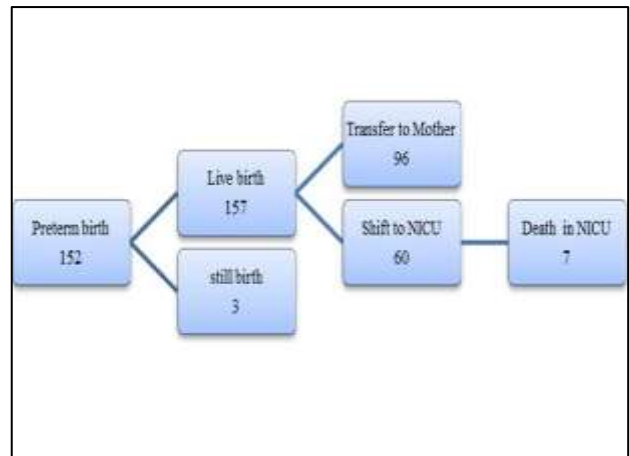 Preterm birth
152
Live birth
157
still birth
3
Transfer to Mother
96
Shift to NICU
60
Death in NICU
7